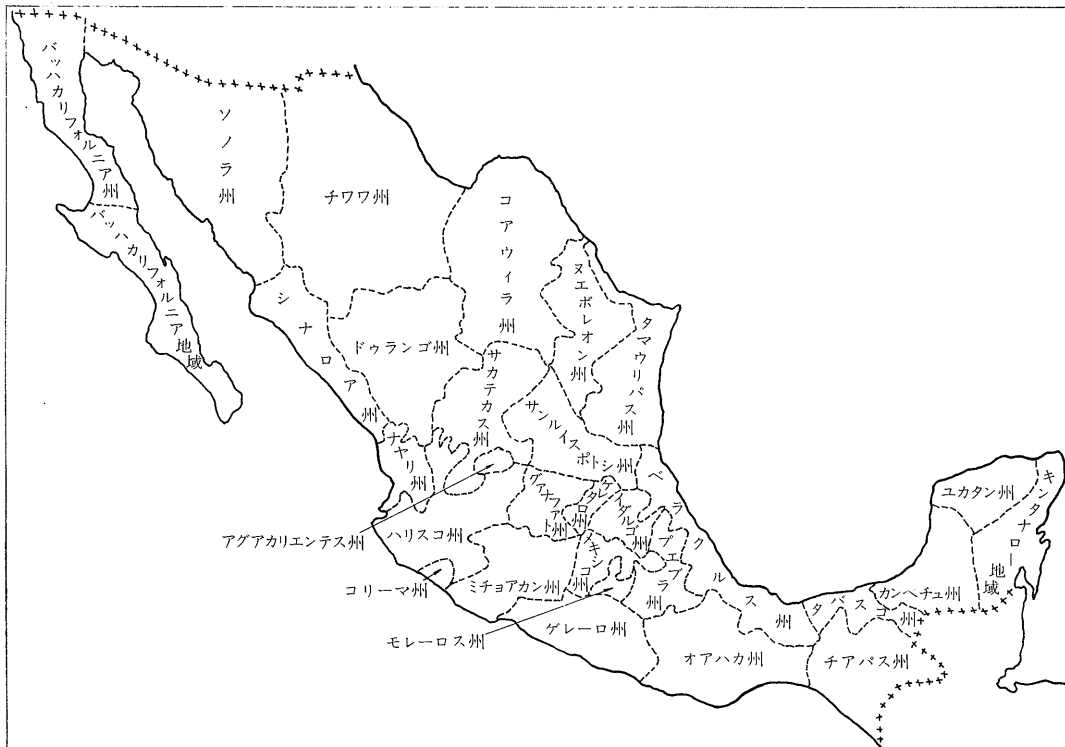 バッハカリフォルニア州
バッハカリフォルニア地域
ソノラ州
チワワ州
コアウィラ州
ヌエボレオン州
タマウリパス州
シナロア州
ドゥランゴ州
サカテカス州
サンルイスポトシ州
ナヤリ州
アグアカリエンテス州
ハリスコ州
グァナファト州
ケレタロ州
イダルゴ州
ベラクルス州
コリーマ州
ミチョアカン州
メキシコ州
プエブラ州
モレーロス州
ゲレーロ州
オアハカ州
タバスコ州
チアパス州
カンペチュ州
ユカタン州
キンタナロー地域